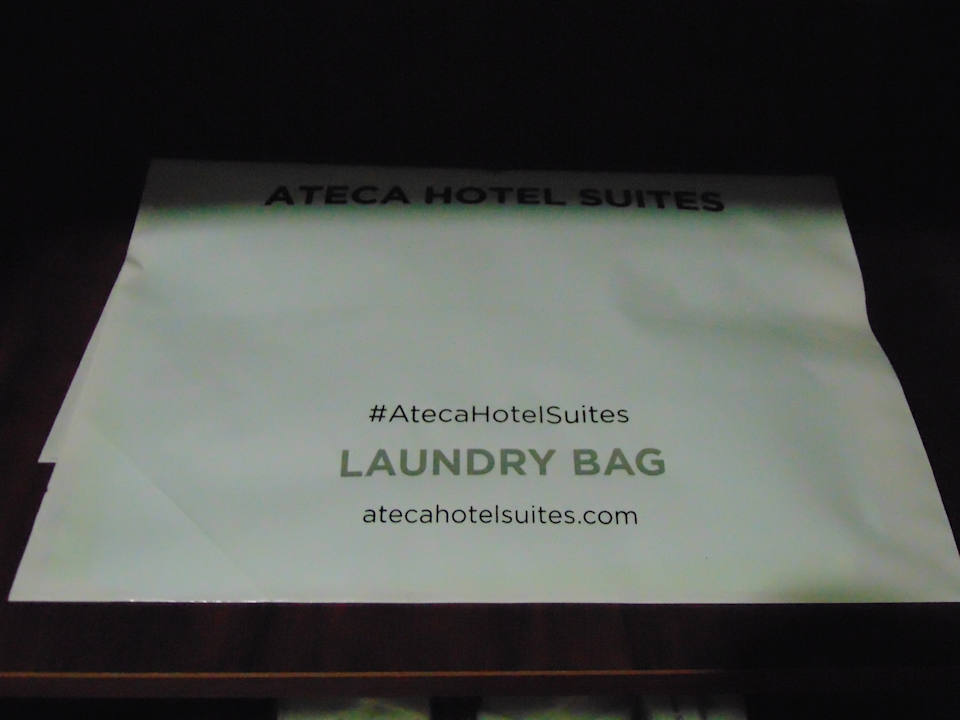 ATECA HOTEL SUITES
#AtecaHotelSuites
LAUNDRY BAG
atecahotelsuites.com